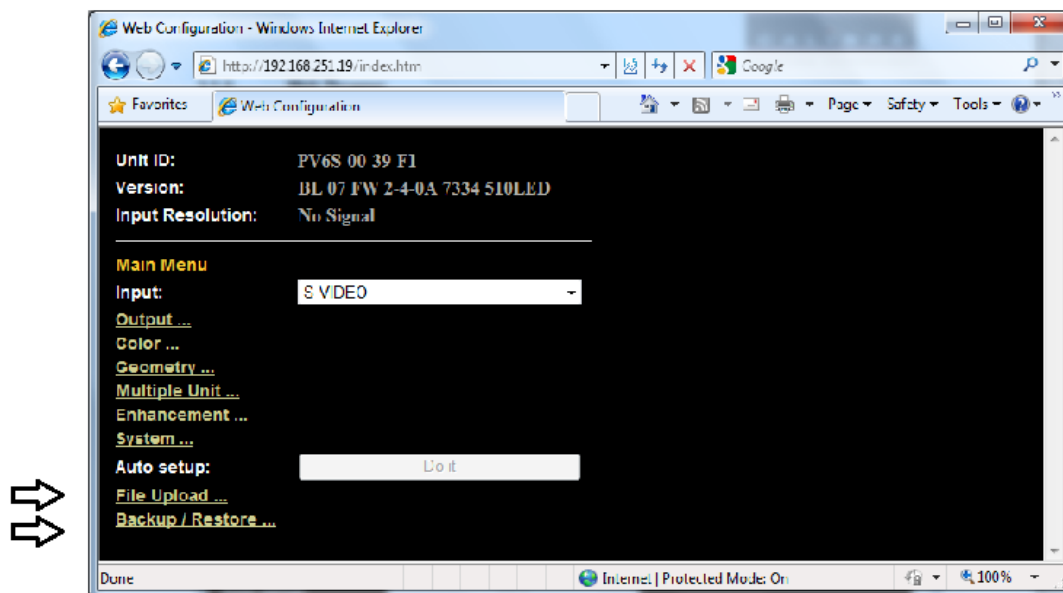 Web Configuration - Windows Internet Explorer
http://192.168.251.19/index.htm
Google
Favorites
Web Configuration
Page
Safety
Tools
Unit ID: PV6S 00 39 F1
Version: BL 07 FW 2-4-0A 7334 510LED
Input Resolution: No Signal
Main Menu
Input: S VIDEO
Output ...
Color ...
Geometry ...
Multiple Unit ...
Enhancement ...
System ...
Auto setup: Do it
File Upload ...
Backup / Restore ...
Done
Internet | Protected Mode: On
100%